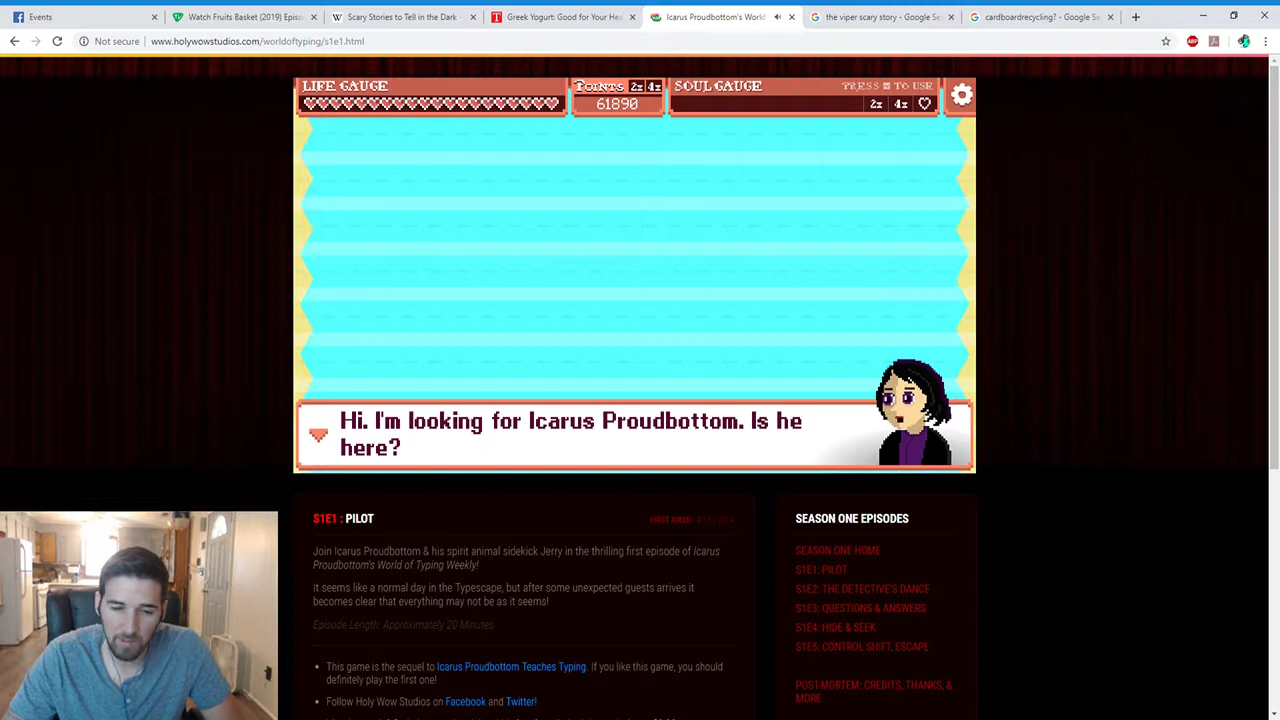 Events
Watch Fruits Basket (2019) Episo
Scary Stories to Tell in the Dark -
Greek Yogurt: Good for Your Hea
Icarus Proudbottom's World
the viper scary story - Google Se
cardboardrecycling? - Google Se
Not secure | www.holywowstudios.com/worldoftyping/s1e1.html
LIFE GAUGE
POINTS 2x 4x
SOUL GAUGE
PRESS TO USE
61890
2x 4x
Hi. I'm looking for Icarus Proudbottom. Is he
here?
S1E1 : PILOT
FIRST AIRED:
SEASON ONE EPISODES
Join Icarus Proudbottom & his spirit animal sidekick Jerry in the thrilling first episode of Icarus
Proudbottom's World of Typing Weekly!
It seems like a normal day in the Typescape, but after some unexpected guests arrives it
becomes clear that everything may not be as it seems!
Episode Length: Approximately 20 Minutes
This game is the sequel to Icarus Proudbottom Teaches Typing. If you like this game, you should
definitely play the first one!
Follow Holy Wow Studios on Facebook and Twitter!
SEASON ONE HOME
S1E1: PILOT
S1E2: THE DETECTIVE'S DANCE
S1E3: QUESTIONS & ANSWERS
S1E4: HIDE & SEEK
S1E5: CONTROL SHIFT, ESCAPE
POST-MORTEM: CREDITS, THANKS, &
MORE